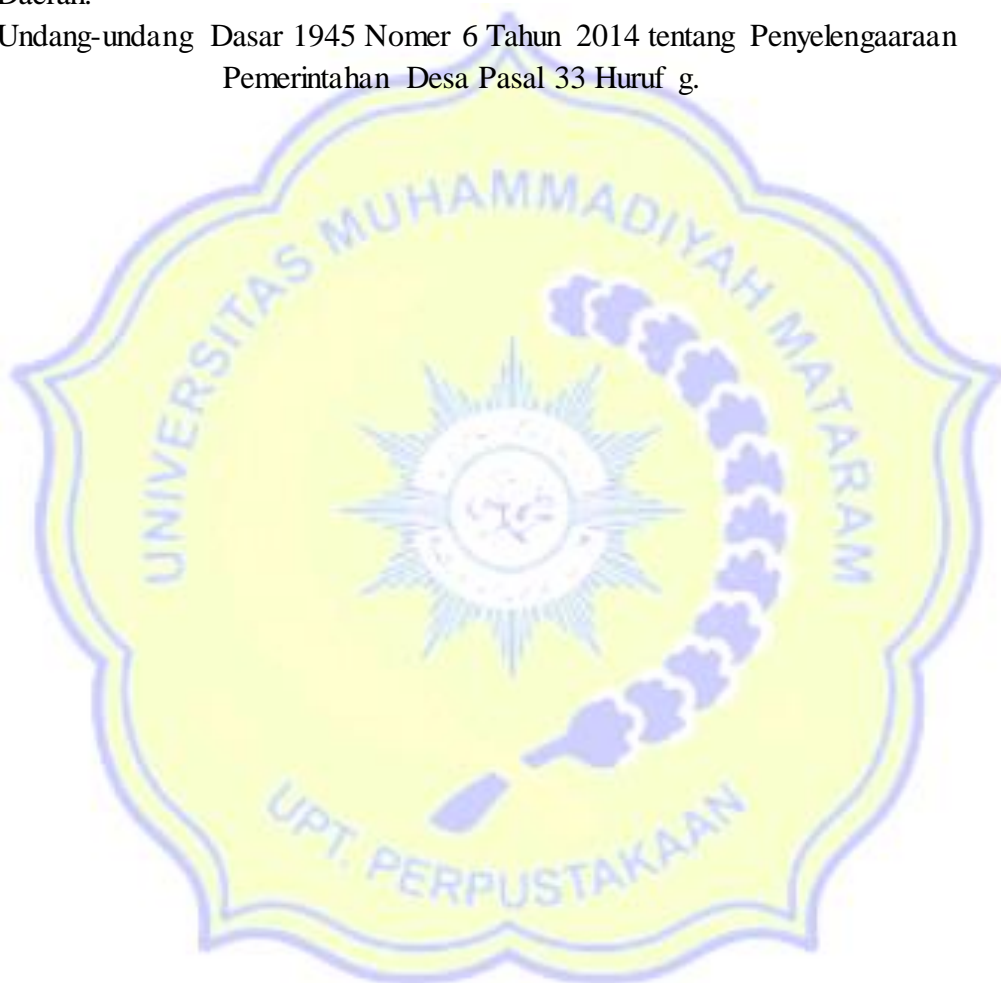 Daerah.
Undang-undang Dasar 1945 Nomer 6 Tahun 2014 tentang Penyelengaaraan
Pemerintahan Desa Pasal 33 Huruf g.
UNIVERSITAS MUHAMMADIYAH MATARAM
UPT. PERPUSTAKAAN